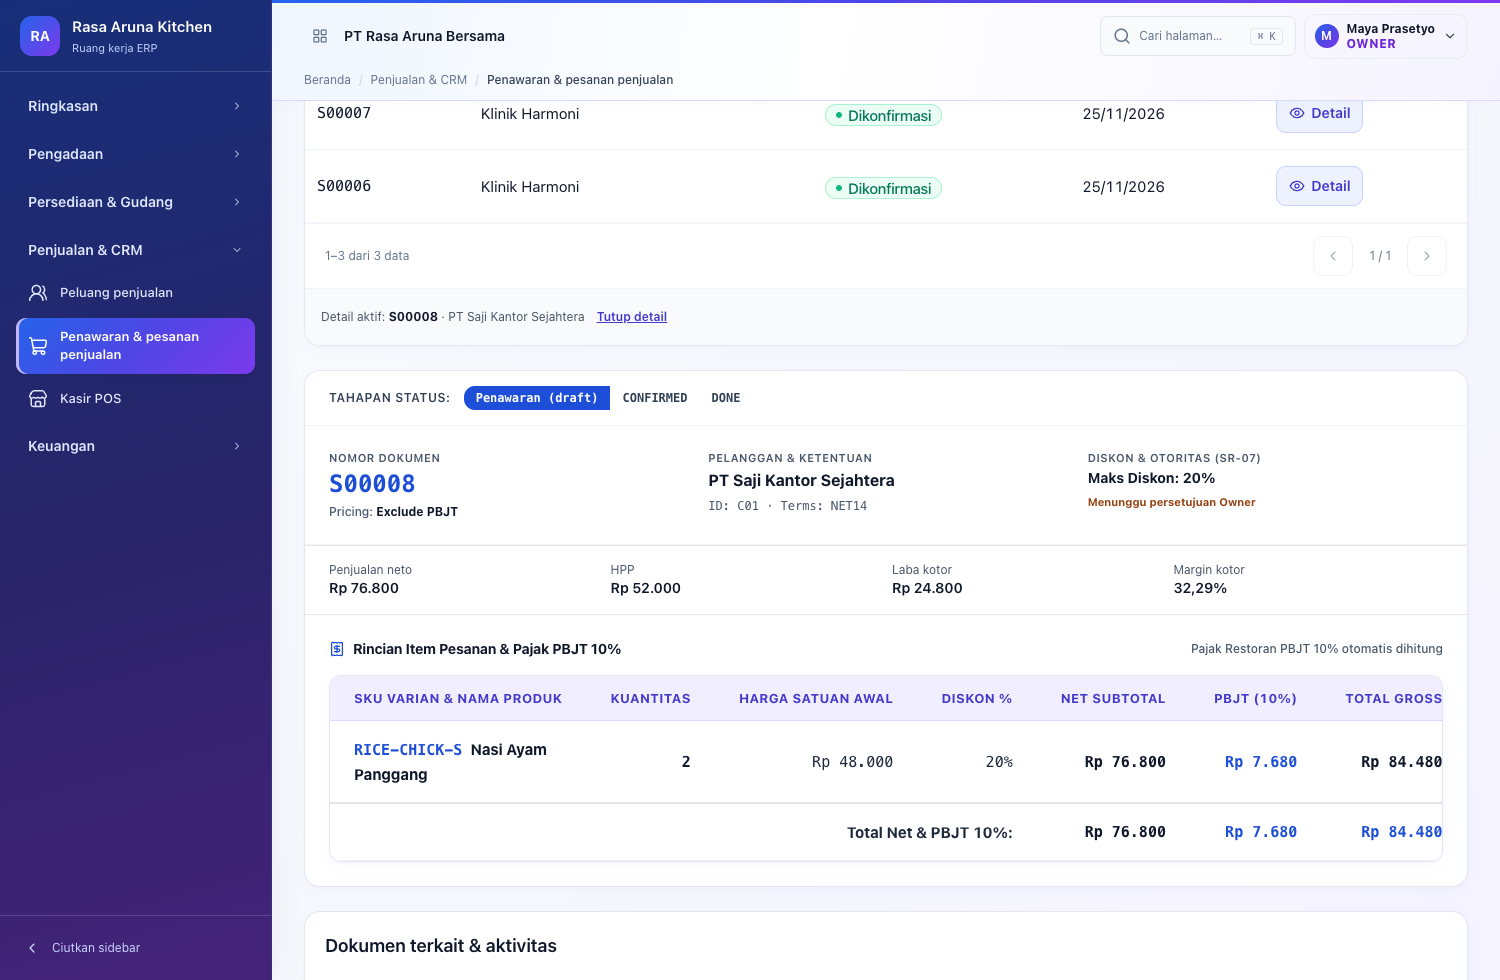 RA
Rasa Aruna Kitchen
Ruang kerja ERP
Ringkasan
Pengadaan
Persediaan & Gudang
Penjualan & CRM
Peluang penjualan
Penawaran & pesanan
penjualan
Kasir POS
Keuangan
Ciutkan sidebar
PT Rasa Aruna Bersama
Cari halaman...
⌘ K
M
Maya Prasetyo
OWNER
Beranda / Penjualan & CRM / Penawaran & pesanan penjualan
S00007 Klinik Harmoni Dikonfirmasi 25/11/2026 Detail
S00006 Klinik Harmoni Dikonfirmasi 25/11/2026 Detail
1–3 dari 3 data 1 / 1
Detail aktif: S00008 · PT Saji Kantor Sejahtera Tutup detail
TAHAPAN STATUS: Penawaran (draft) CONFIRMED DONE
NOMOR DOKUMEN
S00008
Pricing: Exclude PBJT
PELANGGAN & KETENTUAN
PT Saji Kantor Sejahtera
ID: C01 · Terms: NET14
DISKON & OTORITAS (SR-07)
Maks Diskon: 20%
Menunggu persetujuan Owner
Penjualan neto
Rp 76.800
HPP
Rp 52.000
Laba kotor
Rp 24.800
Margin kotor
32,29%
Rincian Item Pesanan & Pajak PBJT 10%
Pajak Restoran PBJT 10% otomatis dihitung
SKU VARIAN & NAMA PRODUK KUANTITAS HARGA SATUAN AWAL DISKON % NET SUBTOTAL PBJT (10%) TOTAL GROSS
RICE-CHICK-S Nasi Ayam
Panggang
2 Rp 48.000 20% Rp 76.800 Rp 7.680 Rp 84.480
Total Net & PBJT 10%: Rp 76.800 Rp 7.680 Rp 84.480
Dokumen terkait & aktivitas